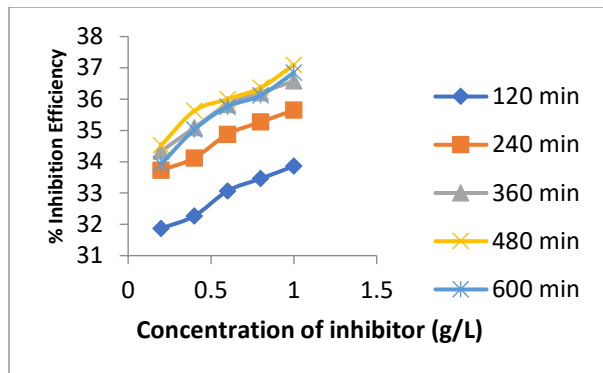 % Inhibition Efficiency
38
37
36
35
34
33
32
31
0
0.5
1
1.5
Concentration of inhibitor (g/L)
120 min
240 min
360 min
480 min
600 min